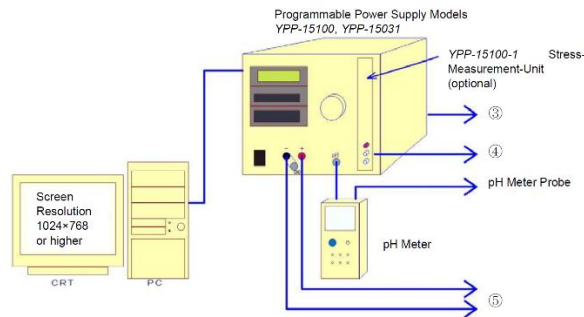 Programmable Power Supply Models
YPP-15100, YPP-15031
YPP-15100-1 Stress-
Measurement-Unit
(optional)
③
④
- +
pH Meter Probe
Screen
Resolution
1024×768
or higher
pH Meter
CRT
PC
⑤